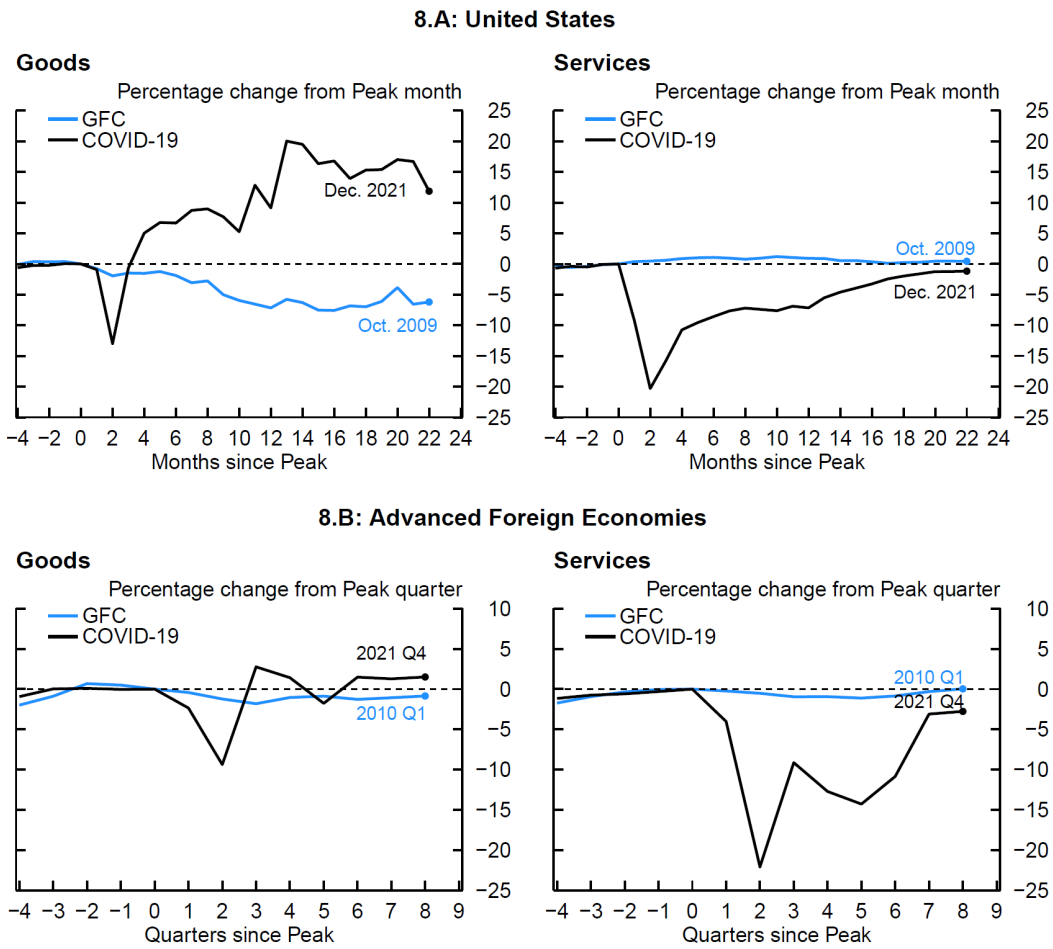 8.A: United States
Goods
Percentage change from Peak month
GFC
COVID-19
25
20
15
10
5
0
−5
−10
−15
−20
−25
Dec. 2021
Oct. 2009
−4 −2 0 2 4 6 8 10 12 14 16 18 20 22 24
Months since Peak
Services
Percentage change from Peak month
GFC
COVID-19
25
20
15
10
5
0
−5
−10
−15
−20
−25
Oct. 2009
Dec. 2021
−4 −2 0 2 4 6 8 10 12 14 16 18 20 22 24
Months since Peak
8.B: Advanced Foreign Economies
Goods
Percentage change from Peak quarter
GFC
COVID-19
10
5
0
−5
−10
−15
−20
−25
2021 Q4
2010 Q1
−4 −3 −2 −1 0 1 2 3 4 5 6 7 8 9
Quarters since Peak
Services
Percentage change from Peak quarter
GFC
COVID-19
10
5
0
−5
−10
−15
−20
−25
2010 Q1
2021 Q4
−4 −3 −2 −1 0 1 2 3 4 5 6 7 8 9
Quarters since Peak